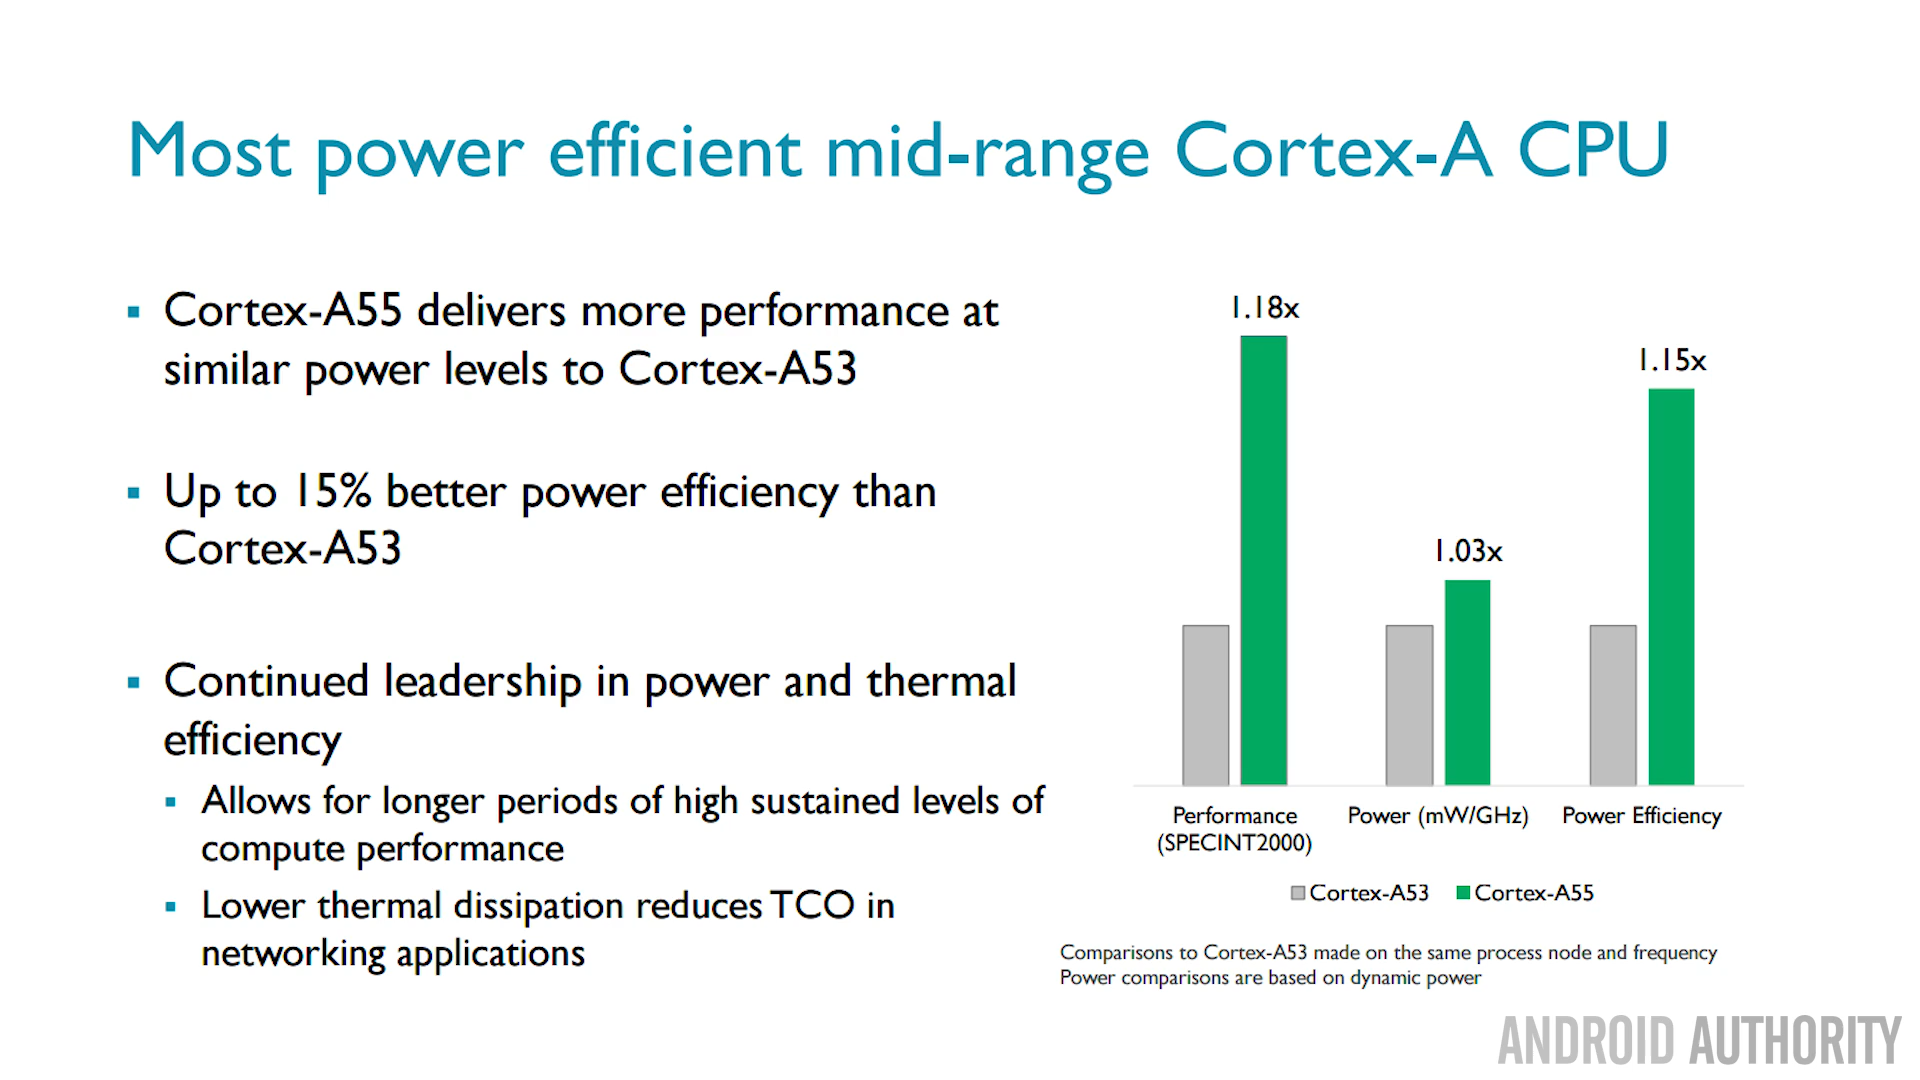 Most power efficient mid-range Cortex-A CPU
Cortex-A55 delivers more performance at
similar power levels to Cortex-A53
Up to 15% better power efficiency than
Cortex-A53
Continued leadership in power and thermal
efficiency
Allows for longer periods of high sustained levels of
compute performance
Lower thermal dissipation reduces TCO in
networking applications
1.18x
1.03x
1.15x
Performance
(SPECINT2000)
Power (mW/GHz)
Power Efficiency
Cortex-A53
Cortex-A55
Comparisons to Cortex-A53 made on the same process node and frequency
Power comparisons are based on dynamic power
ANDROID AUTHORITY